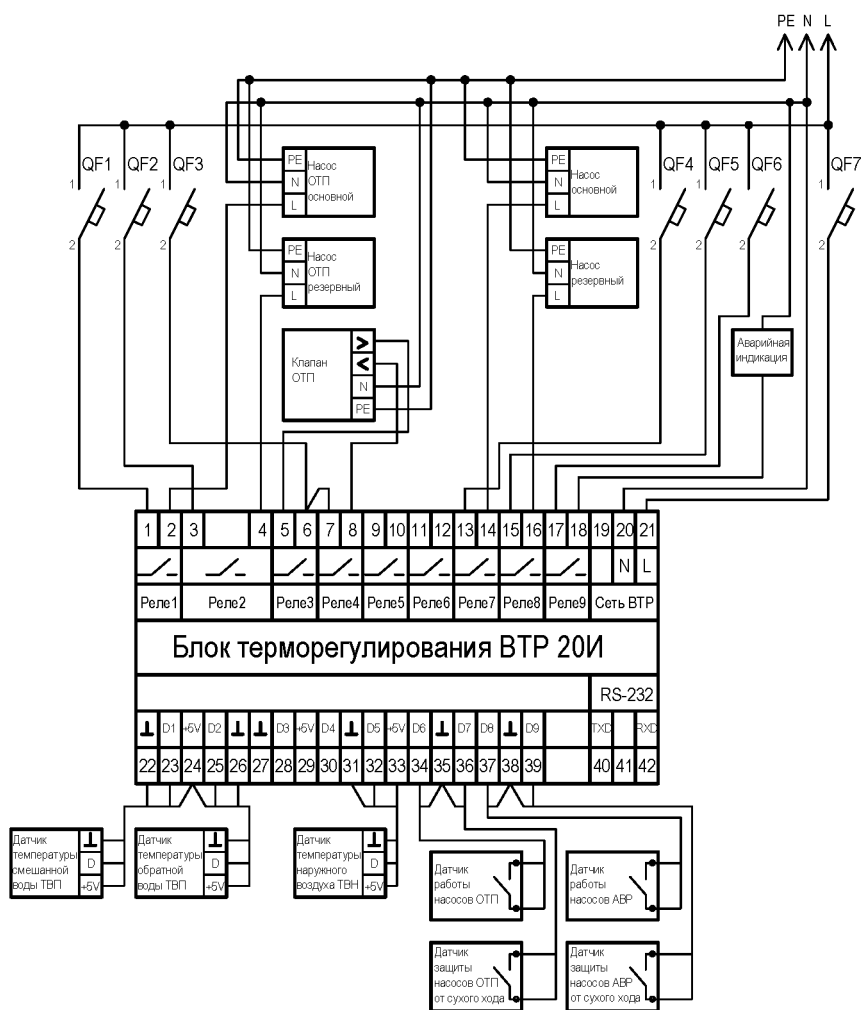 PE N L
QF1
QF2
QF3
QF4
QF5
QF6
QF7
1
2
1
2
1
2
1
2
1
2
1
2
1
2
PE
N
L
Насос
ОТП
основной
PE
N
L
Насос
основной
PE
N
L
Насос
ОТП
резервный
PE
N
L
Насос
резервный
Клапан
ОТП
>
<
N
PE
Аварийная
индикация
1 2 3 4 5 6 7 8 9 10 11 12 13 14 15 16 17 18 19 20 21
N L
Реле1 Реле2 Реле3 Реле4 Реле5 Реле6 Реле7 Реле8 Реле9 Сеть ВТР
Блок терморегулирования ВТР 20И
RS-232
D1 +5V D2 D3 +5V D4 D5 +5V D6 D7 D8 D9 TXD RXD
22 23 24 25 26 27 28 29 30 31 32 33 34 35 36 37 38 39 40 41 42
Датчик
температуры
смешанной
воды ТВП
D
+5V
Датчик
температуры
обратной
воды ТВП
D
+5V
Датчик
температуры
наружного
воздуха ТВН
D
+5V
Датчик
работы
насосов ОТП
Датчик
работы
насосов АВР
Датчик
защиты
насосов ОТП
от сухого хода
Датчик
защиты
насосов АВР
от сухого хода